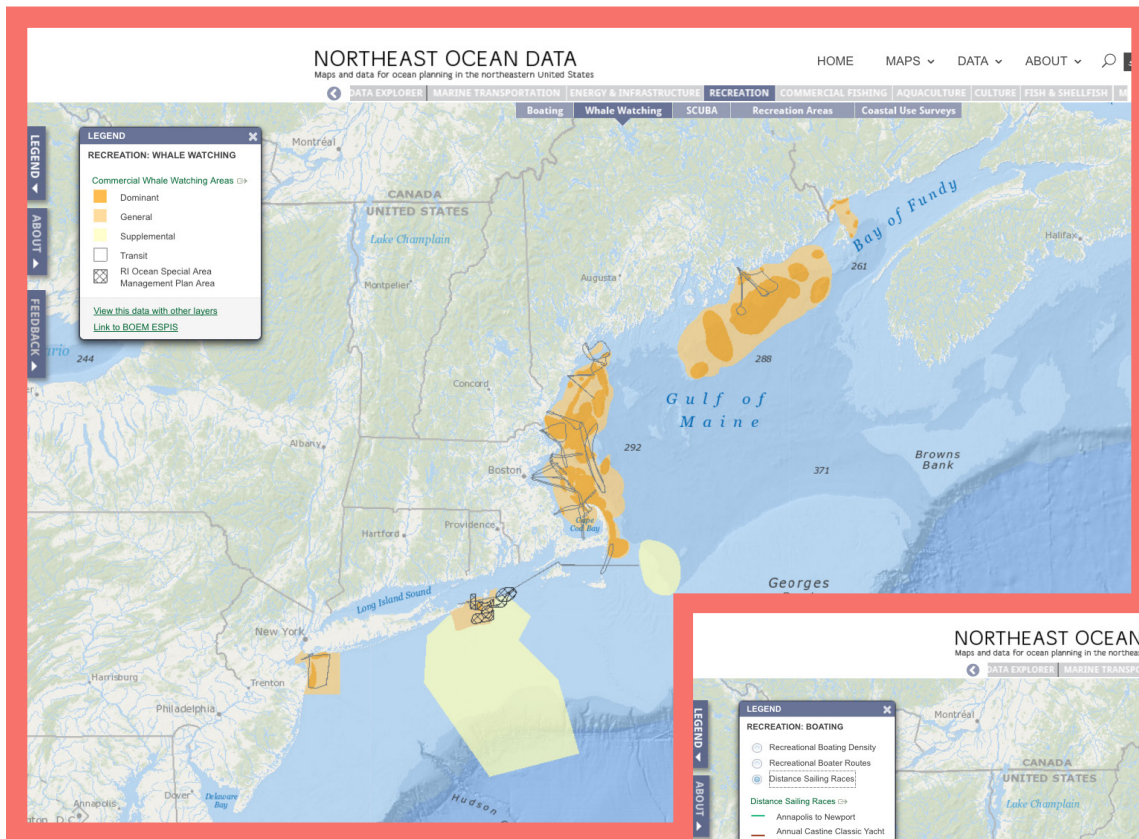 NORTHEAST OCEAN DATA
Maps and data for ocean planning in the northeastern United States
HOME MAPS DATA ABOUT
DATA EXPLORER MARINE TRANSPORTATION ENERGY & INFRASTRUCTURE RECREATION COMMERCIAL FISHING AQUACULTURE CULTURE FISH & SHELLFISH M
Boating Whale Watching SCUBA Recreation Areas Coastal Use Surveys
LEGEND
ABOUT
FEEDBACK
LEGEND
RECREATION: WHALE WATCHING
Commercial Whale Watching Areas
Dominant
General
Supplemental
Transit
RI Ocean Special Area
Management Plan Area
View this data with other layers
Link to BOEM ESPIS
Montréal
CANADA
UNITED STATES
Lake Champlain
Montpelier
Augusta
Bay of Fundy
Halifax
261
244
288
Concord
Gulf of
Maine
292
371
Browns
Bank
Albany
Boston
Cape
Cod Bay
Providence
Hartford
Long Island Sound
Georges
New York
Harrisburg
Trenton
Philadelphia
Hudson
Dover
Delaware
Bay
Annapolis
NORTHEAST OCEAN
Maps and data for ocean planning in the northeas
DATA EXPLORER MARINE TRANSPO
LEGEND
ABOUT
LEGEND
RECREATION: BOATING
Recreational Boating Density
Recreational Boater Routes
Distance Sailing Races
Distance Sailing Races
Annapolis to Newport
Annual Castine Classic Yacht
Montréal
CANADA
UNITED STATES
Lake Champlain